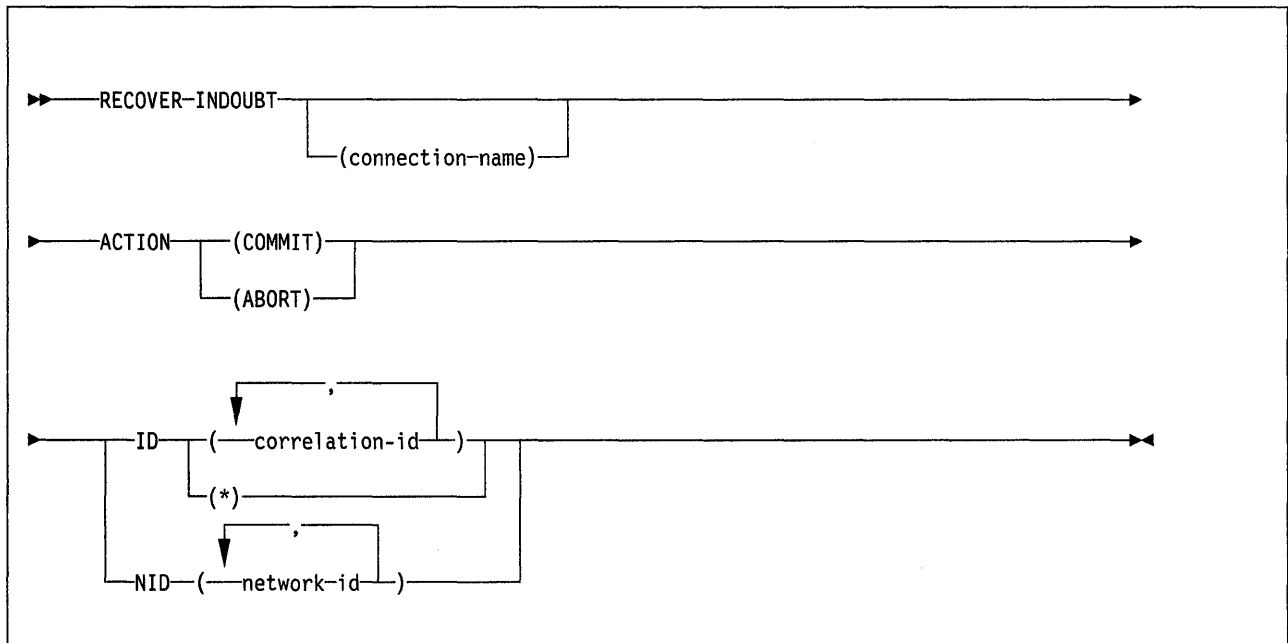 RECOVER-INDOUBT
(connection-name)
ACTION (COMMIT)
(ABORT)
,
ID ( correlation-id )
(*)
,
NID ( network-id )